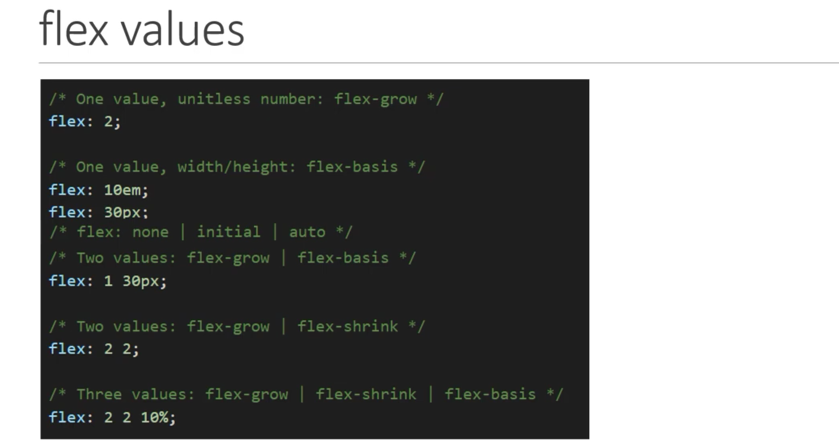 flex values
/* One value, unitless number: flex-grow */
flex: 2;
/* One value, width/height: flex-basis */
flex: 10em;
flex: 30px;
/* flex: none | initial | auto */
/* Two values: flex-grow | flex-basis */
flex: 1 30px;
/* Two values: flex-grow | flex-shrink */
flex: 2 2;
/* Three values: flex-grow | flex-shrink | flex-basis */
flex: 2 2 10%;